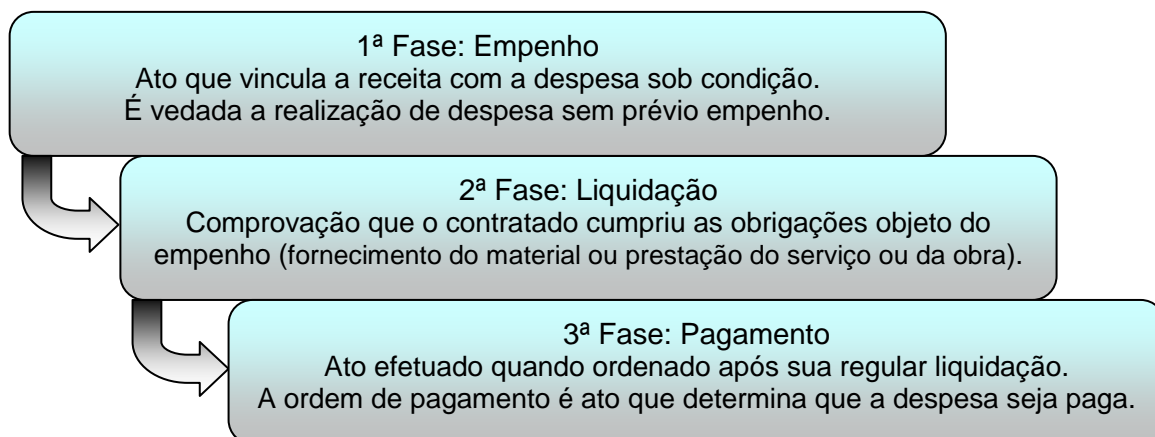 1ª Fase: Empenho
Ato que vincula a receita com a despesa sob condição.
É vedada a realização de despesa sem prévio empenho.
2ª Fase: Liquidação
Comprovação que o contratado cumpriu as obrigações objeto do
empenho (fornecimento do material ou prestação do serviço ou da obra).
3ª Fase: Pagamento
Ato efetuado quando ordenado após sua regular liquidação.
A ordem de pagamento é ato que determina que a despesa seja paga.